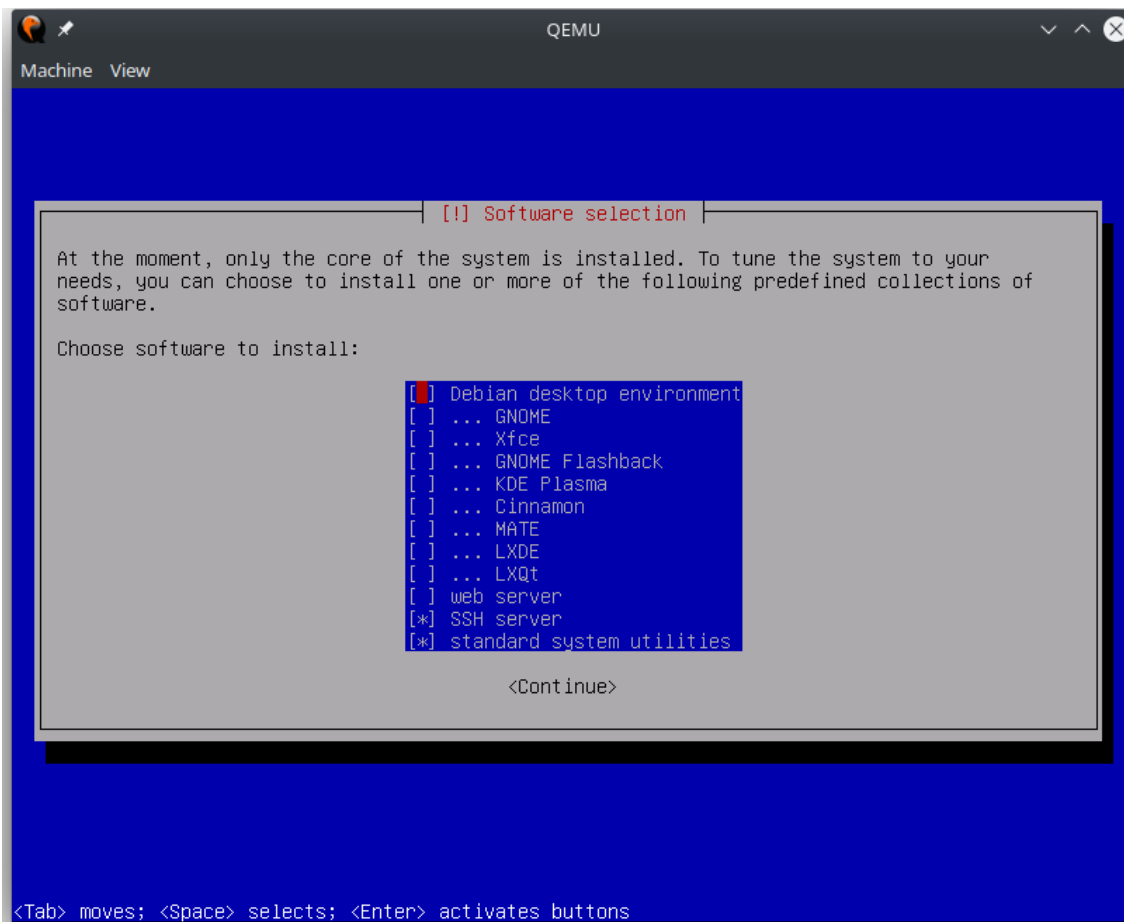 QEMU
Machine View
[!] Software selection
At the moment, only the core of the system is installed. To tune the system to your
needs, you can choose to install one or more of the following predefined collections of
software.
Choose software to install:
[ ] Debian desktop environment
[ ] ... GNOME
[ ] ... Xfce
[ ] ... GNOME Flashback
[ ] ... KDE Plasma
[ ] ... Cinnamon
[ ] ... MATE
[ ] ... LXDE
[ ] ... LXQt
[ ] web server
[*] SSH server
[*] standard system utilities
<Continue>
<Tab> moves; <Space> selects; <Enter> activates buttons